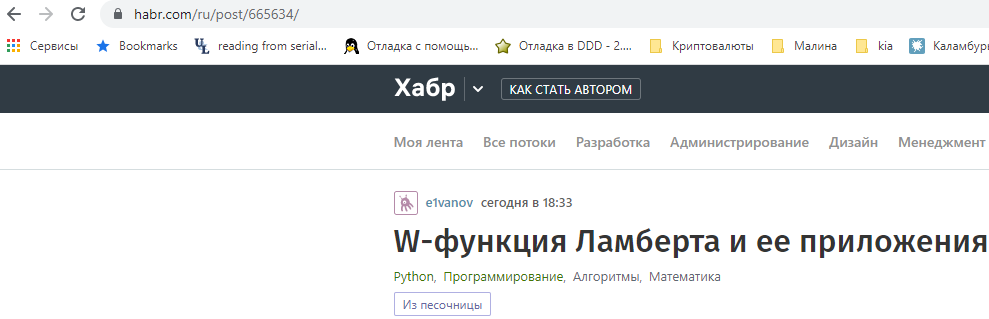 habr.com/ru/post/665634/
Сервисы Bookmarks reading from serial... Отладка с помощь... Отладка в DDD - 2.... Криптовалюты Малина kia Каламбуры
Хабр КАК СТАТЬ АВТОРОМ
Моя лента Все потоки Разработка Администрирование Дизайн Менеджмент
e1vanov сегодня в 18:33
W-функция Ламберта и ее приложения
Python, Программирование, Алгоритмы, Математика
Из песочницы